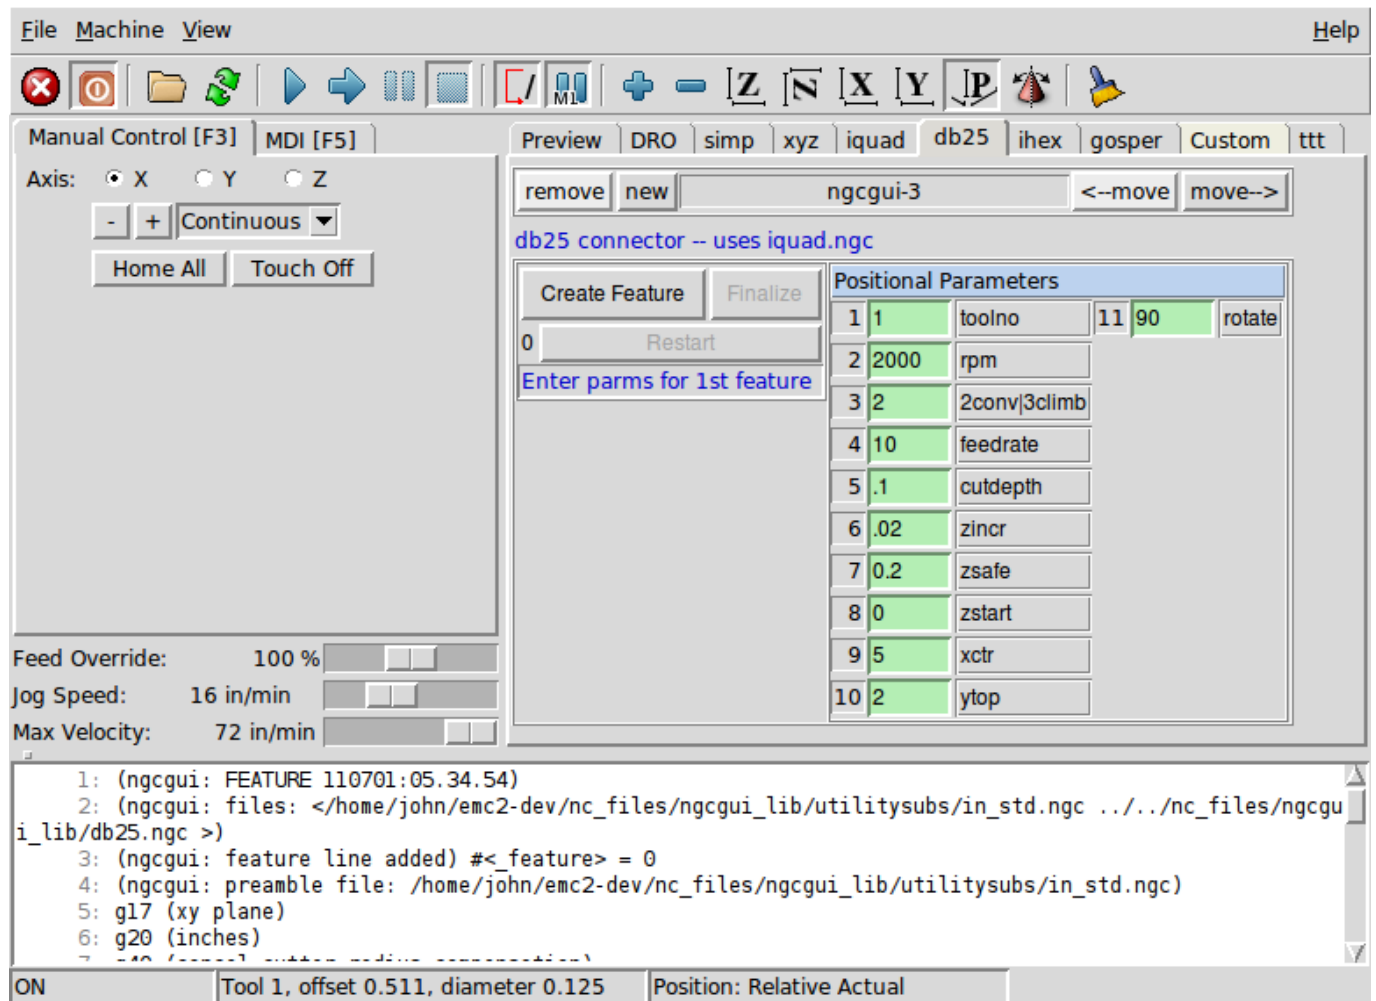 File Machine View Help
M1 Z N X Y P
Manual Control [F3] MDI [F5]
Preview DRO simp xyz iquad db25 ihex gosper Custom ttt
Axis: X Y Z
- + Continuous
Home All Touch Off
remove new ngcgui-3 <--move move-->
db25 connector -- uses iquad.ngc
Create Feature Finalize
0 Restart
Enter parms for 1st feature
Positional Parameters
1 1 toolno 11 90 rotate
2 2000 rpm
3 2 2conv|3climb
4 10 feedrate
5 .1 cutdepth
6 .02 zincr
7 0.2 zsafe
8 0 zstart
9 5 xctr
10 2 ytop
Feed Override: 100 %
Jog Speed: 16 in/min
Max Velocity: 72 in/min
1: (ngcgui: FEATURE 110701:05.34.54)
2: (ngcgui: files: </home/john/emc2-dev/nc_files/ngcgui_lib/utilitysubs/in_std.ngc ../../nc_files/ngcgu
i_lib/db25.ngc >)
3: (ngcgui: feature line added) #<_feature> = 0
4: (ngcgui: preamble file: /home/john/emc2-dev/nc_files/ngcgui_lib/utilitysubs/in_std.ngc)
5: g17 (xy plane)
6: g20 (inches)
7: g40 (cancel cutter radius compensation)
ON Tool 1, offset 0.511, diameter 0.125 Position: Relative Actual